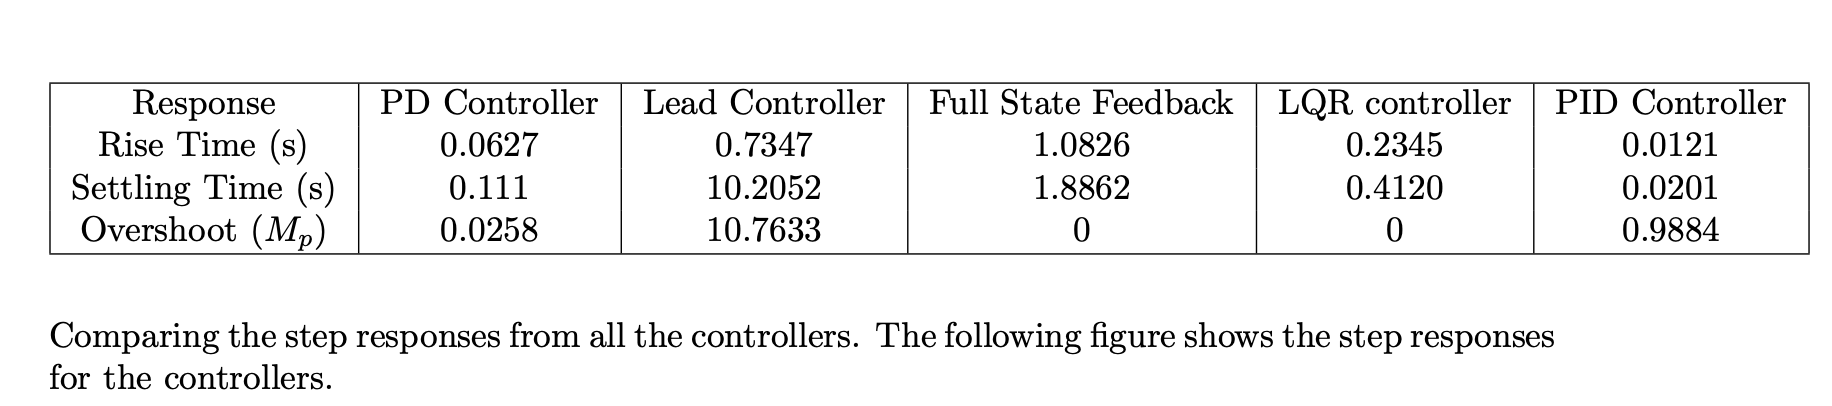 Response PD Controller Lead Controller Full State Feedback LQR controller PID Controller
Rise Time (s) 0.0627 0.7347 1.0826 0.2345 0.0121
Settling Time (s) 0.111 10.2052 1.8862 0.4120 0.0201
Overshoot (Mp) 0.0258 10.7633 0 0 0.9884
Comparing the step responses from all the controllers. The following figure shows the step responses
for the controllers.